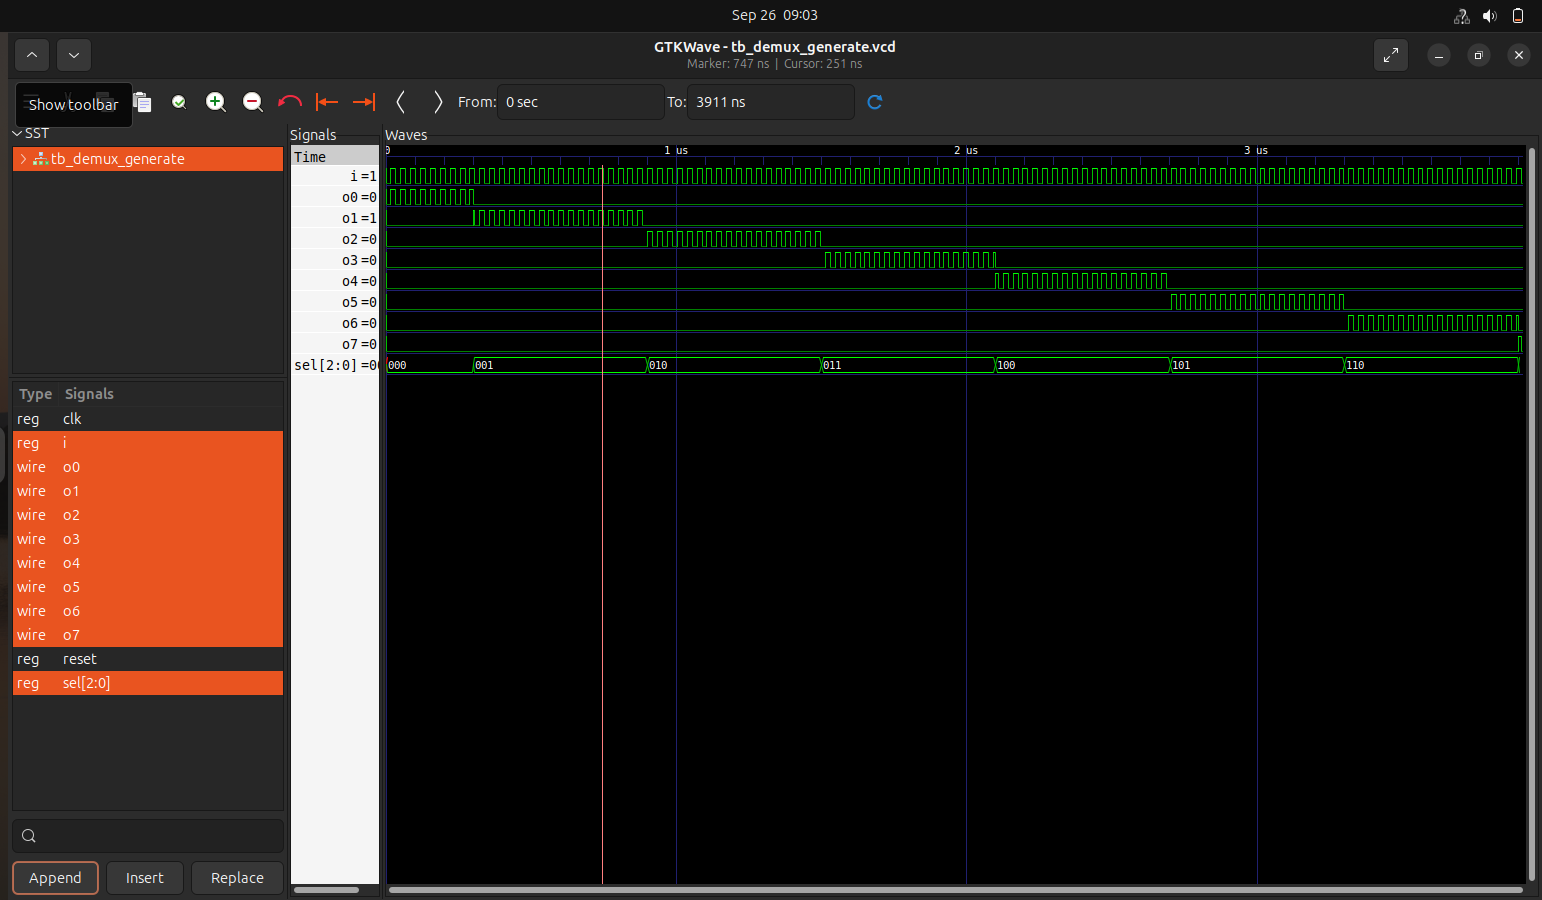 Sep 26 09:03
GTKWave - tb_demux_generate.vcd
Marker: 747 ns | Cursor: 251 ns
Show toolbar
From: 0 sec To: 3911 ns
SST
tb_demux_generate
Type Signals
reg clk
reg i
wire o0
wire o1
wire o2
wire o3
wire o4
wire o5
wire o6
wire o7
reg reset
reg sel[2:0]
Append Insert Replace
Signals
Time
i=1
o0=0
o1=1
o2=0
o3=0
o4=0
o5=0
o6=0
o7=0
sel[2:0]=00
Waves
0 1 us 2 us 3 us
000 001 010 011 100 101 110